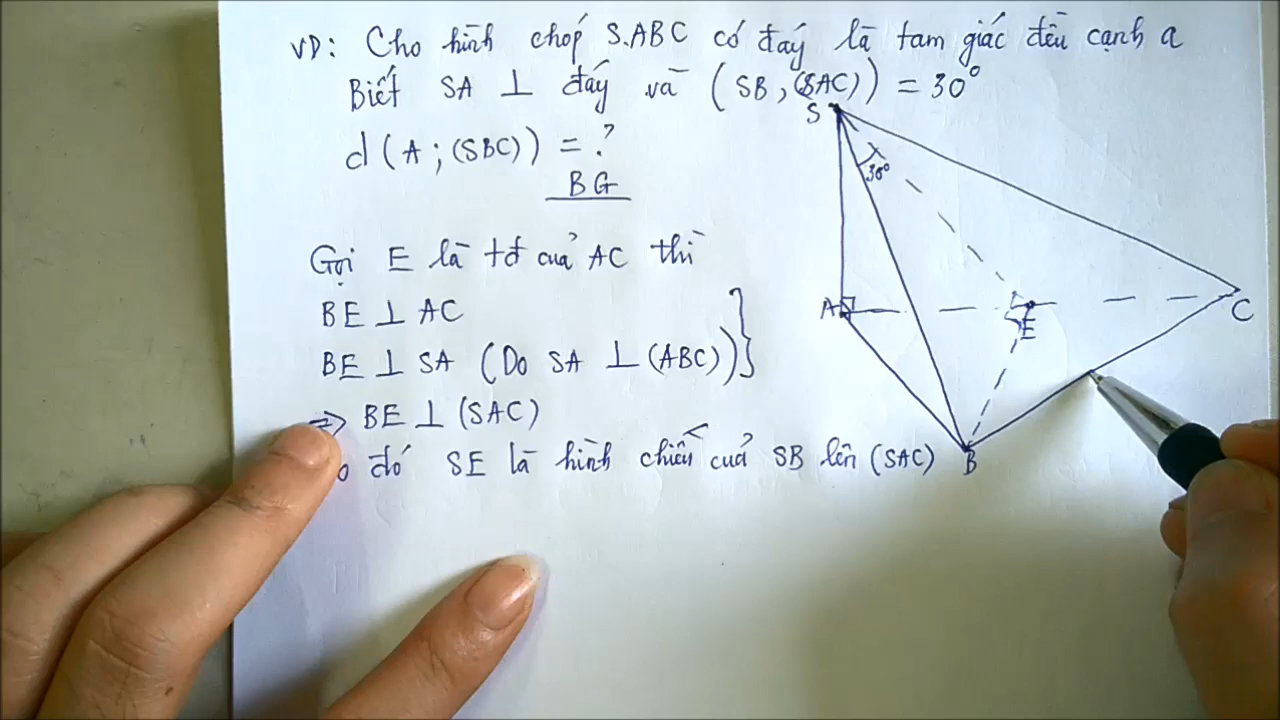 VD: Cho hình chóp S.ABC có đáy là tam giác đều cạnh a
Biết SA ⊥ đáy và (SB, (SAC)) = 30°
d(A; (SBC)) = ?
BG
Gọi E là tđ của AC thì
BE ⊥ AC
BE ⊥ SA (Do SA ⊥ (ABC))
=> BE ⊥ (SAC)
đó SE là hình chiếu của SB lên (SAC)
S
30°
A
E
C
B